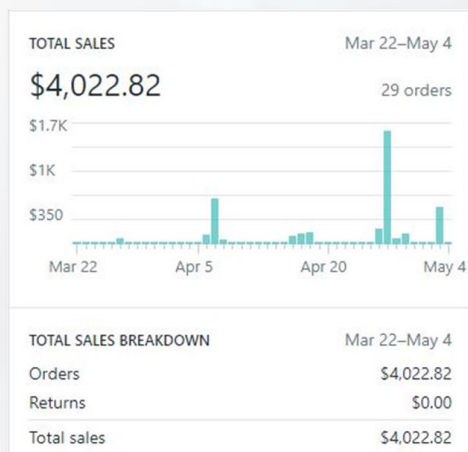 TOTAL SALES Mar 22–May 4
$4,022.82 29 orders
$1.7K
$1K
$350
Mar 22 Apr 5 Apr 20 May 4
TOTAL SALES BREAKDOWN Mar 22–May 4
Orders $4,022.82
Returns $0.00
Total sales $4,022.82